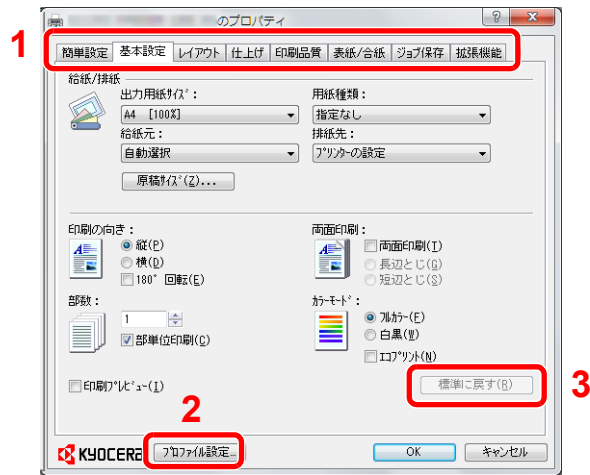 のプロパティ
1
簡単設定 基本設定 レイアウト 仕上げ 印刷品質 表紙/合紙 ジョブ保存 拡張機能
給紙/排紙
出力用紙ｻｲｽﾞ: 用紙種類:
A4 [100%] 指定なし
給紙元: 排紙先:
自動選択 ﾌﾟﾘﾝﾀｰの設定
原稿ｻｲｽﾞ(Z)...
印刷の向き: 両面印刷:
縦(P) 両面印刷(I)
横(D) 長辺とじ(G)
180° 回転(E) 短辺とじ(S)
部数: ｶﾗｰﾓｰﾄﾞ:
1 ﾌﾙｶﾗｰ(F)
部単位印刷(C) 白黒(W)
ｴｺﾌﾟﾘﾝﾄ(N)
印刷ﾌﾟﾚﾋﾞｭｰ(I) 標準に戻す(R) 3
2
KYOCERA ﾌﾟﾛﾌｧｲﾙ設定... OK キャンセル